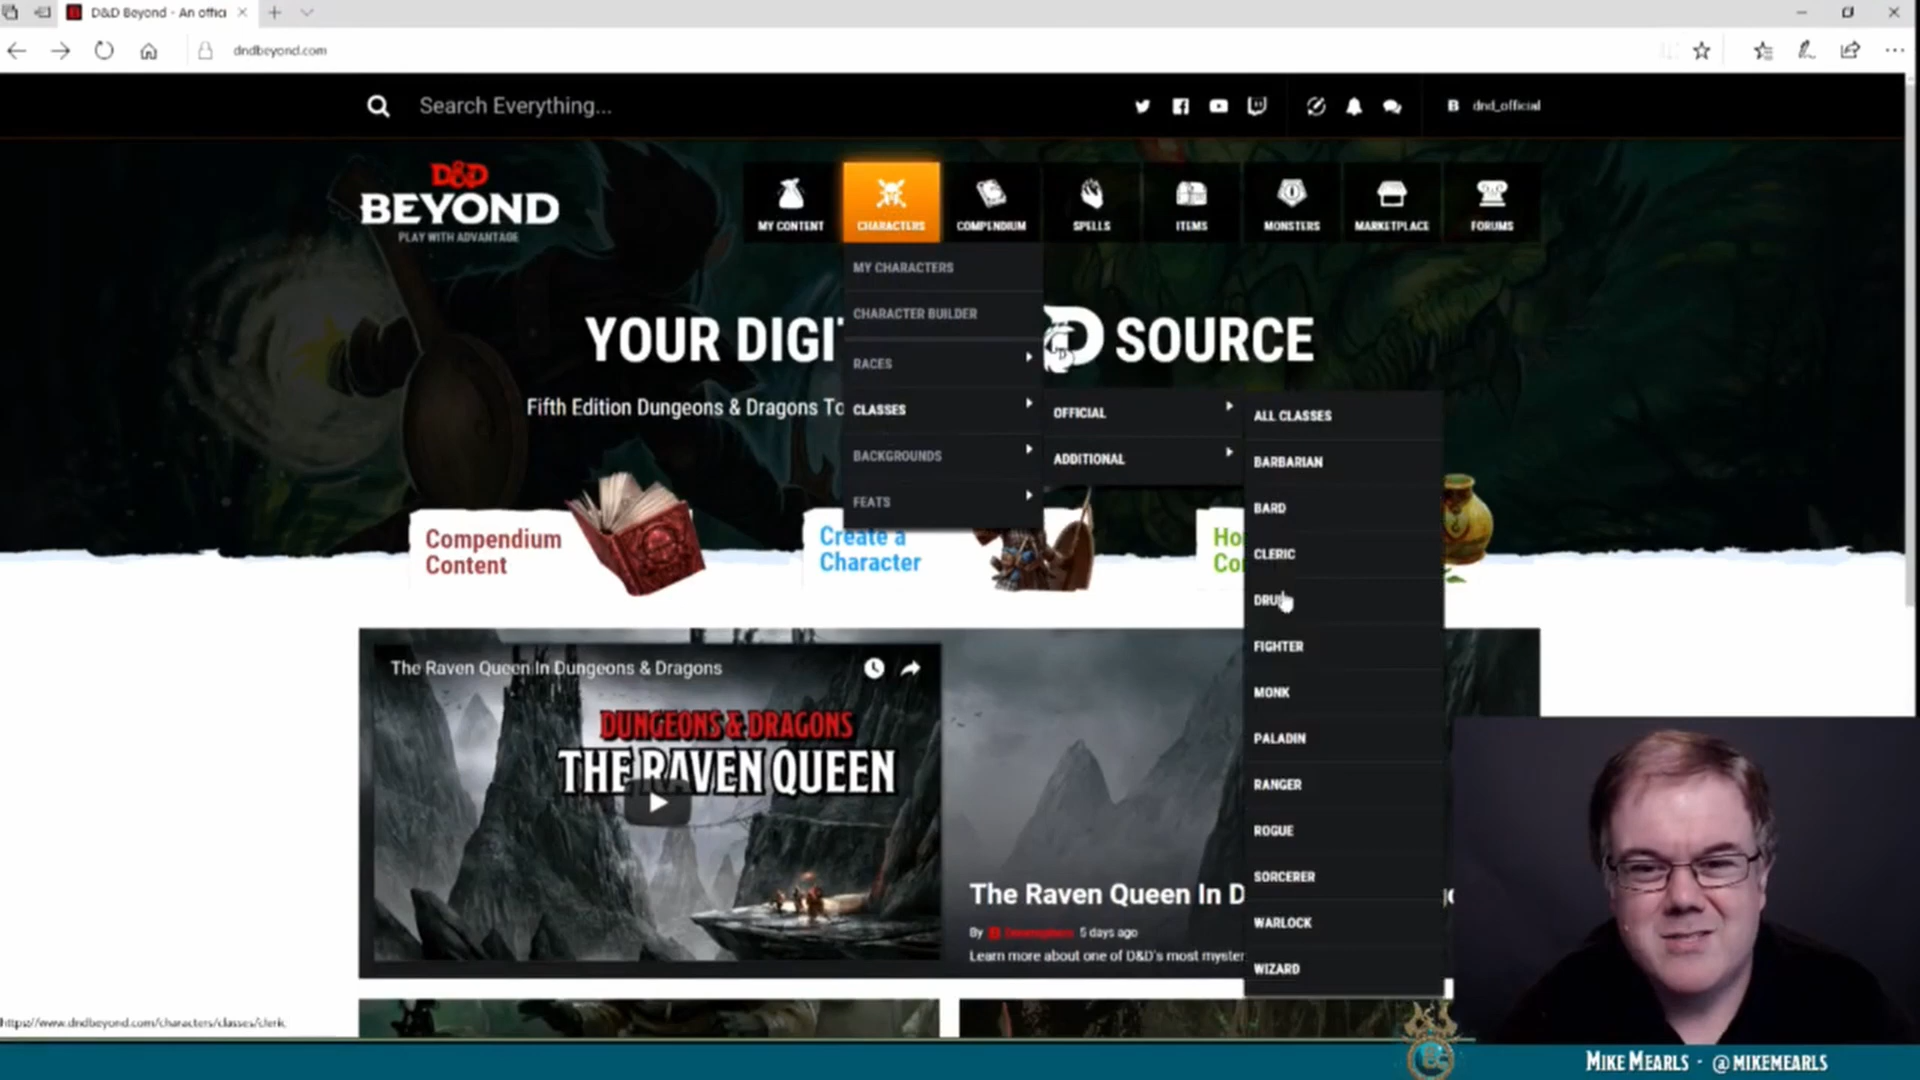 D&D Beyond - An offici
dndbeyond.com
Search Everything...
dnd_official
D&D
BEYOND
PLAY WITH ADVANTAGE
MY CONTENT
CHARACTERS
COMPENDIUM
SPELLS
ITEMS
MONSTERS
MARKETPLACE
FORUMS
MY CHARACTERS
CHARACTER BUILDER
RACES
CLASSES
BACKGROUNDS
FEATS
OFFICIAL
ADDITIONAL
ALL CLASSES
BARBARIAN
BARD
CLERIC
DRU
FIGHTER
MONK
PALADIN
RANGER
ROGUE
SORCERER
WARLOCK
WIZARD
YOUR DIGI D SOURCE
Fifth Edition Dungeons & Dragons To
Compendium
Content
Create a
Character
Ho
Co
The Raven Queen In Dungeons & Dragons
DUNGEONS & DRAGONS
THE RAVEN QUEEN
The Raven Queen In D
By 5 days ago
Learn more about one of D&D's most myster
https://www.dndbeyond.com/characters/classes/cleric
MIKE MEARLS - @MIKEMEARLS